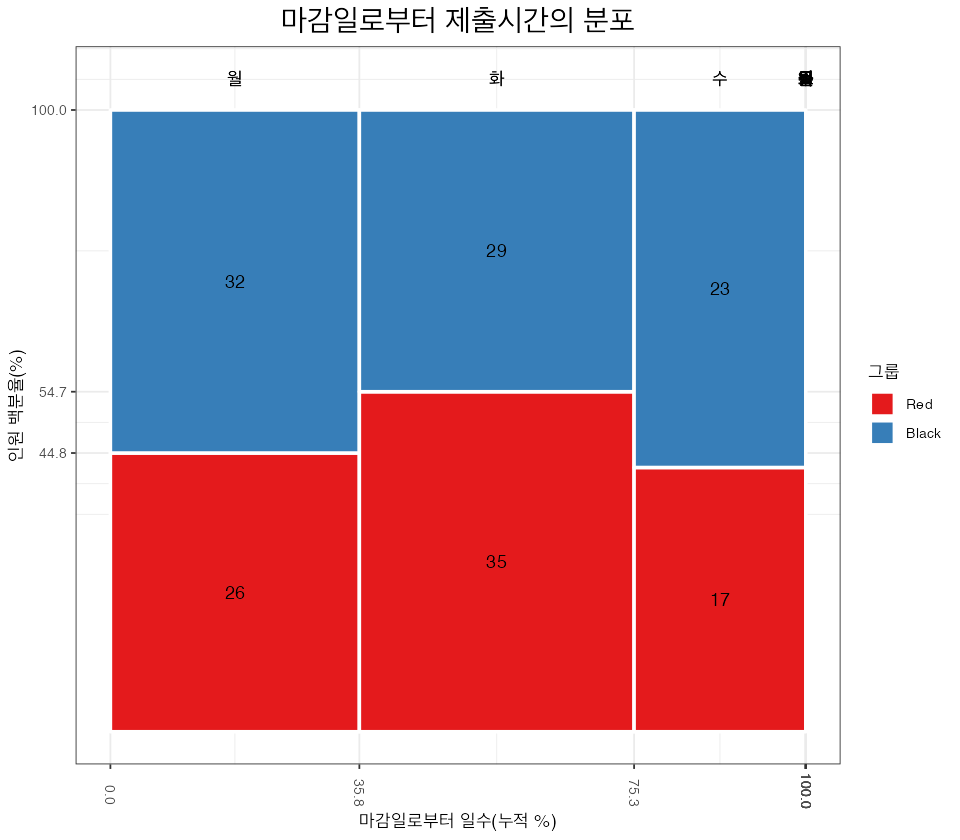 마감일로부터 제출시간의 분포
월 화 수
100.0
32 29 23
54.7
44.8
26 35 17
인원 백분율(%)
0.0 35.8 75.3 100.0
마감일로부터 일수(누적 %)
그룹
Red
Black